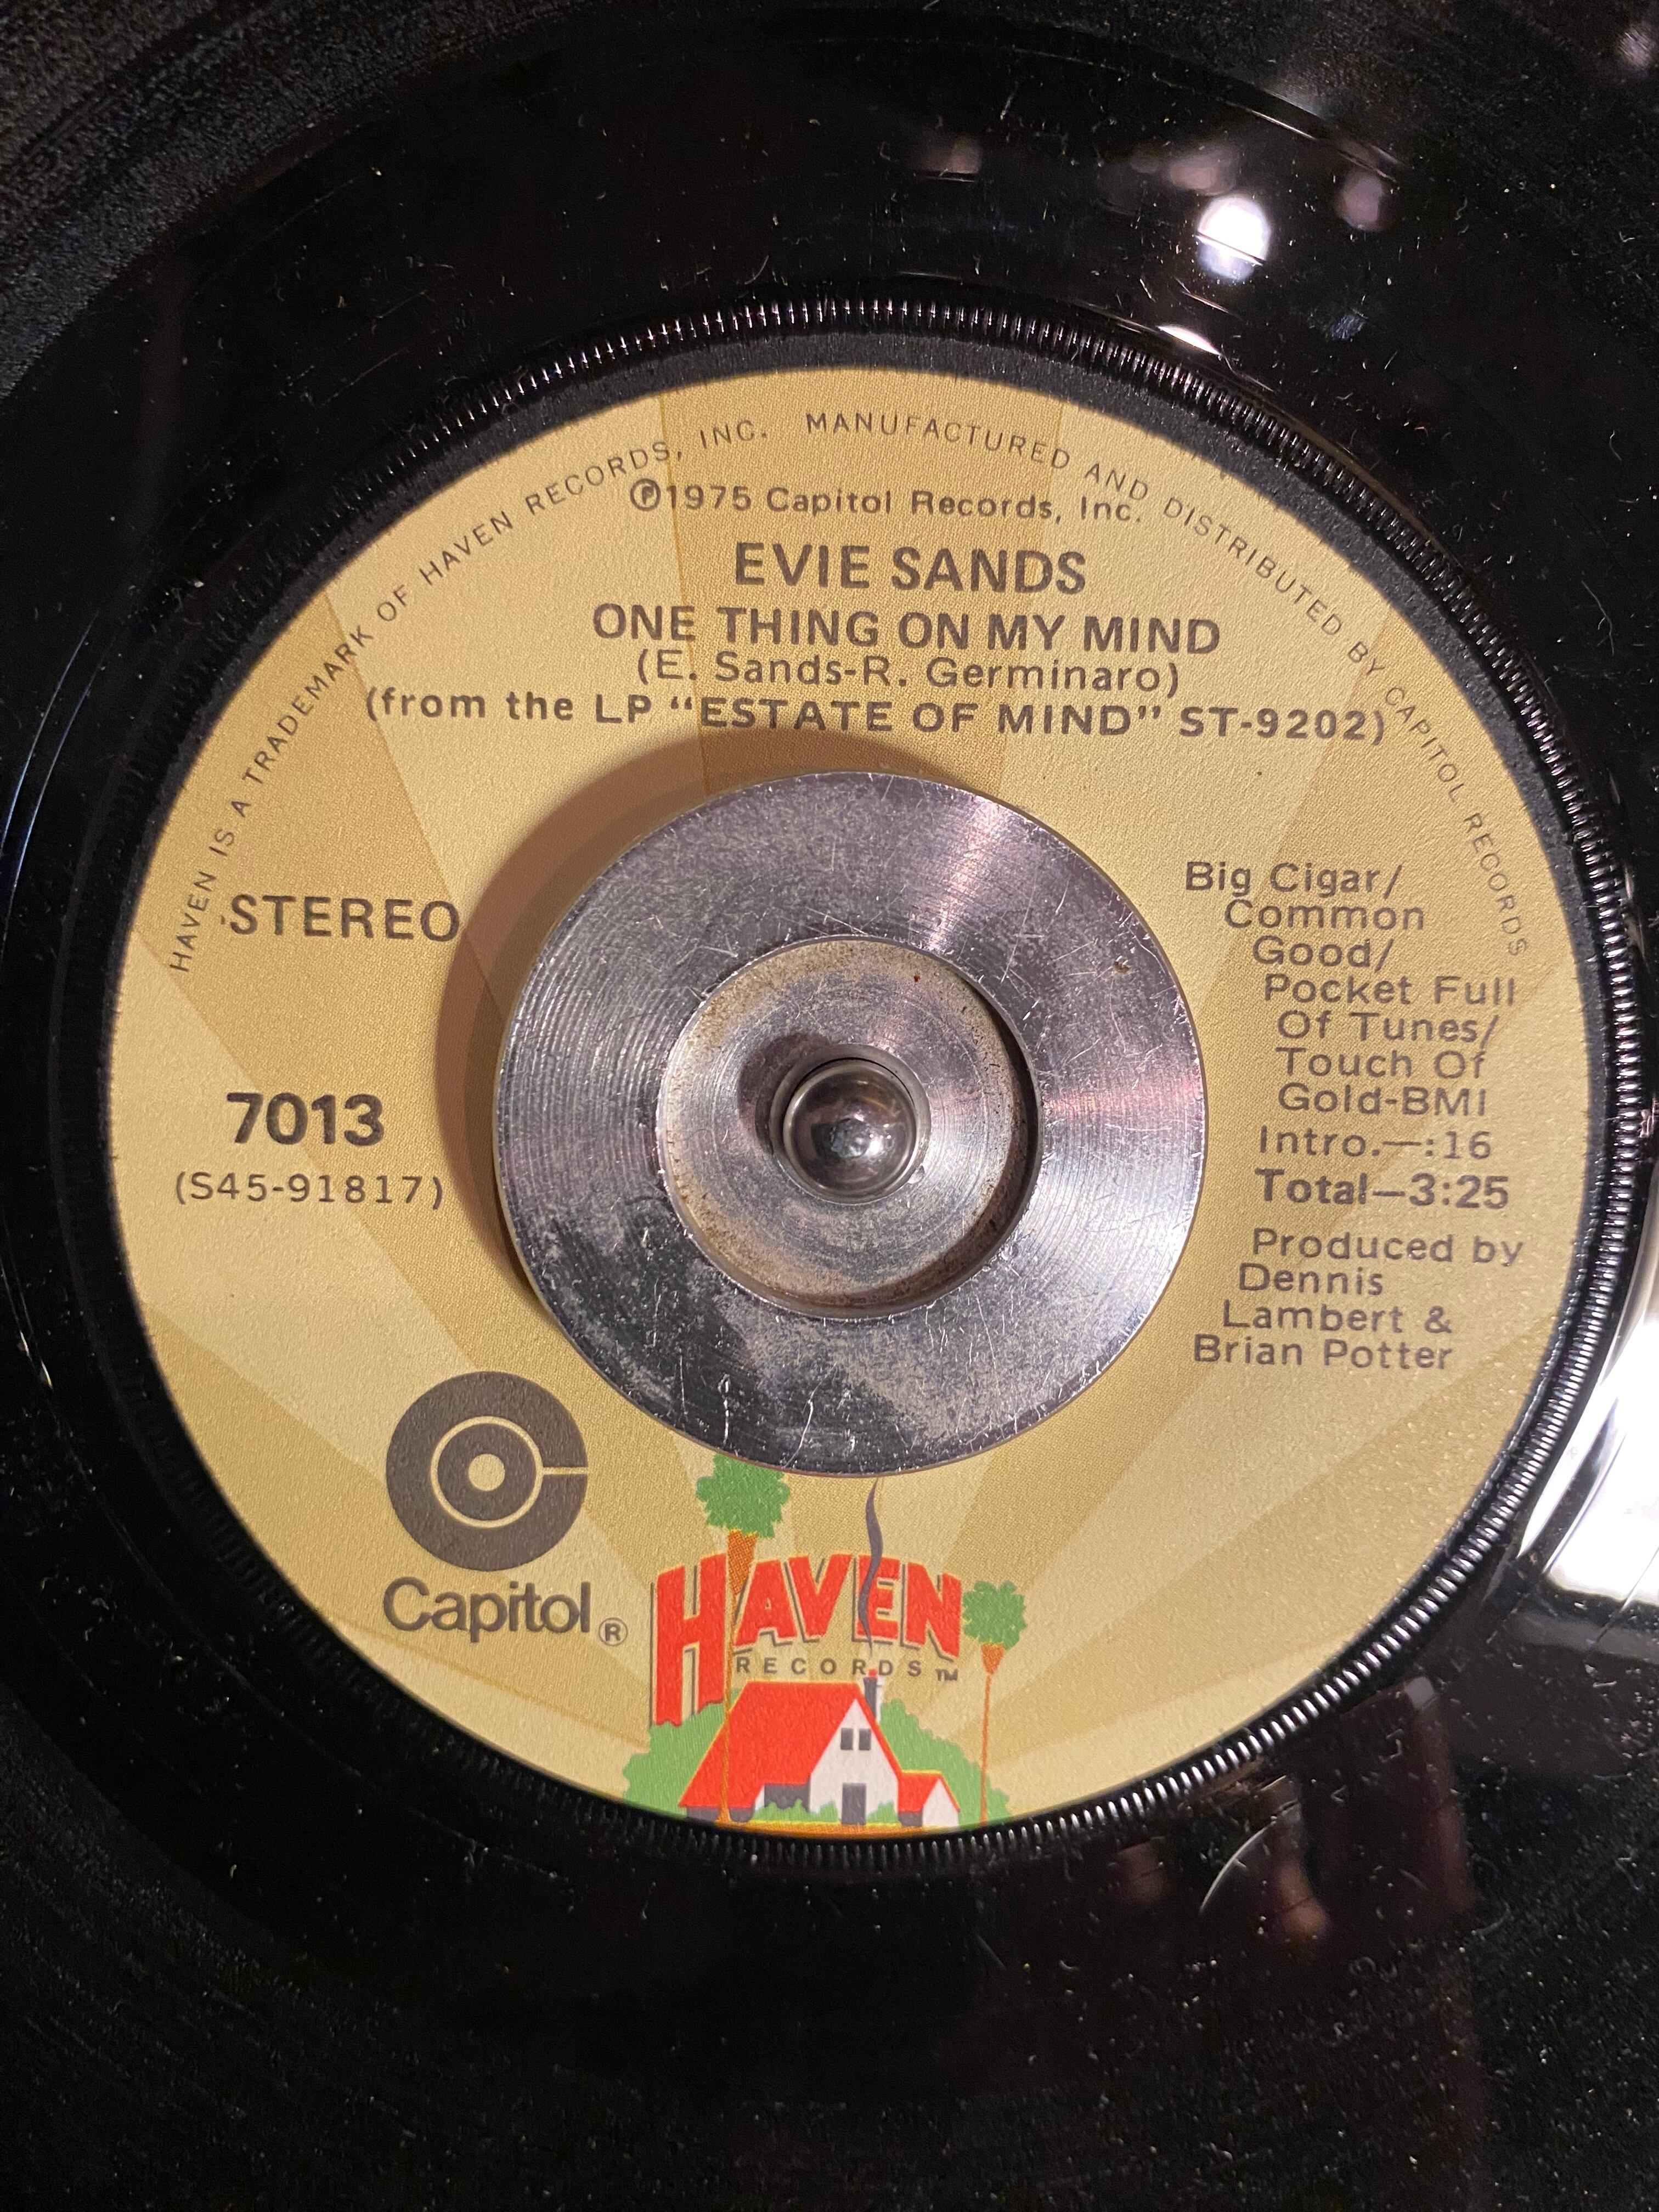 HAVEN IS A TRADEMARK OF HAVEN RECORDS, INC. MANUFACTURED AND DISTRIBUTED BY CAPITOL RECORDS
Ⓟ1975 Capitol Records, Inc.
EVIE SANDS
ONE THING ON MY MIND
(E. Sands-R. Germinaro)
(from the LP “ESTATE OF MIND” ST-9202)
STEREO
7013
(S45-91817)
Big Cigar/
Common
Good/
Pocket Full
Of Tunes/
Touch Of
Gold-BMI
Intro.—:16
Total—3:25
Produced by
Dennis
Lambert &
Brian Potter
Capitol®
HAVEN
RECORDS™